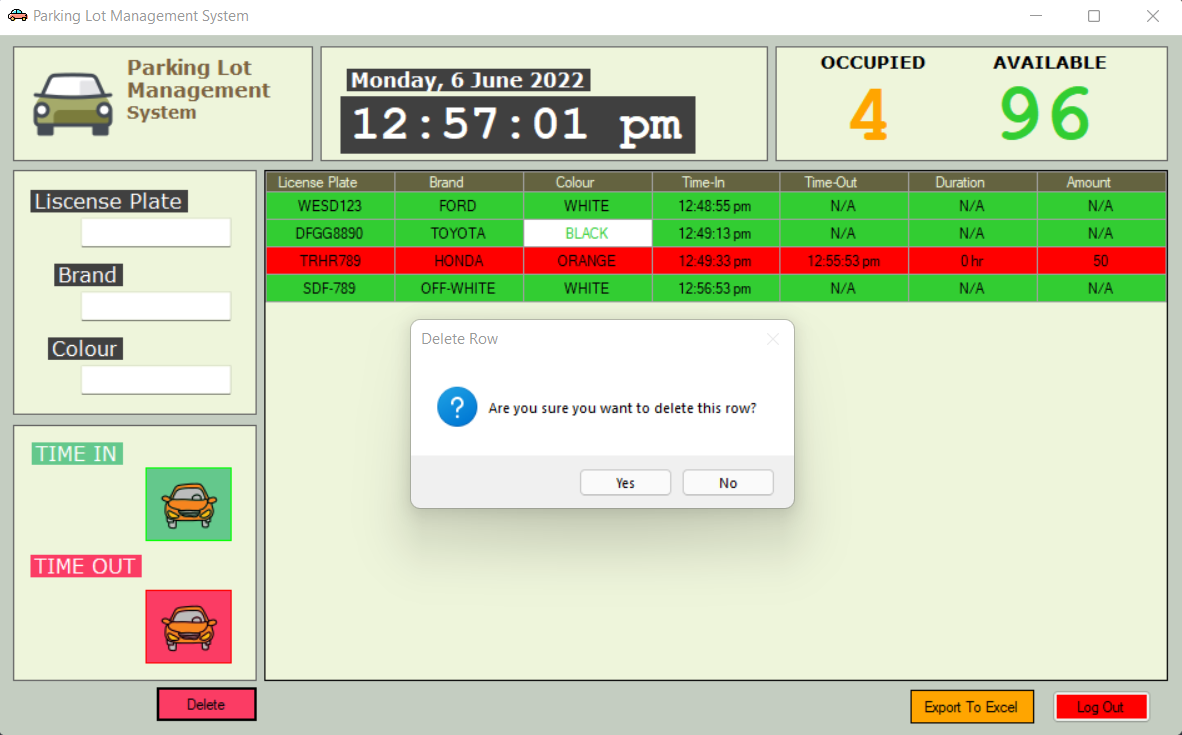 Parking Lot Management System
Parking Lot
Management
System
Monday, 6 June 2022
12:57:01 pm
OCCUPIED AVAILABLE
4 96
Liscense Plate
Brand
Colour
TIME IN
TIME OUT
Delete
License Plate Brand Colour Time-In Time-Out Duration Amount
WESD123 FORD WHITE 12:48:55 pm N/A N/A N/A
DFGG8890 TOYOTA BLACK 12:49:13 pm N/A N/A N/A
TRHR789 HONDA ORANGE 12:49:33 pm 12:55:53 pm 0 hr 50
SDF-789 OFF-WHITE WHITE 12:56:53 pm N/A N/A N/A
Delete Row
?
Are you sure you want to delete this row?
Yes No
Export To Excel Log Out